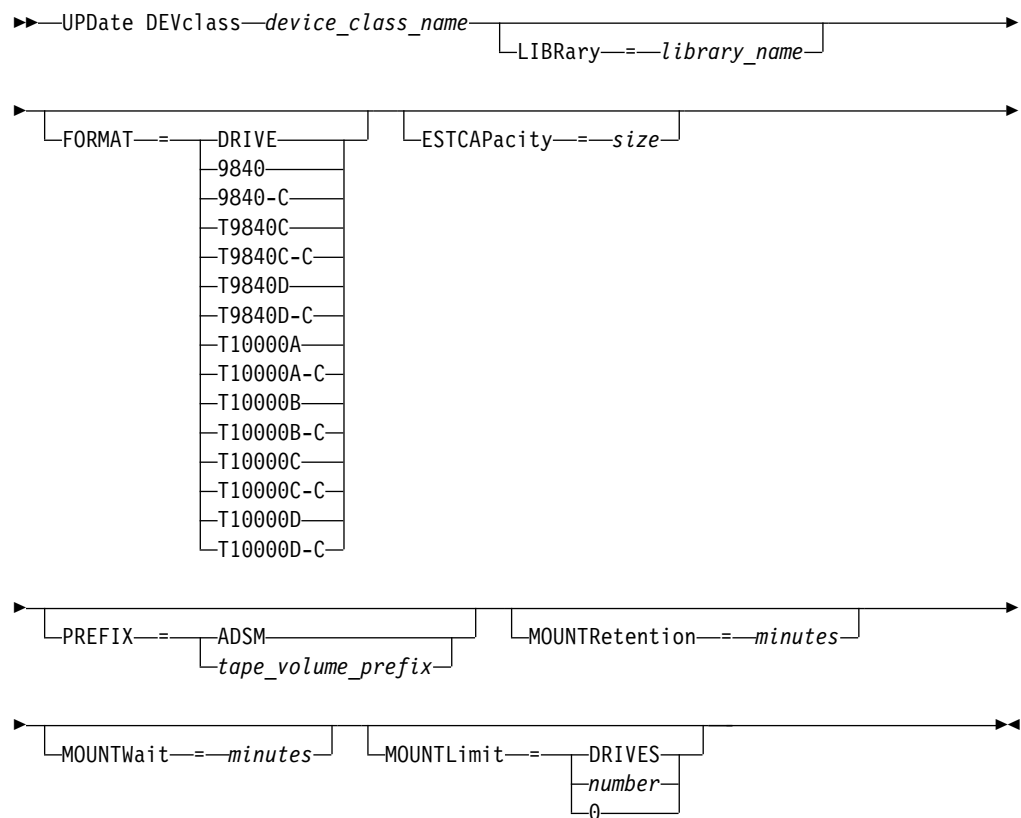 UPDate DEVclass device_class_name
LIBRary = library_name
FORMAT = DRIVE
9840
9840-C
T9840C
T9840C-C
T9840D
T9840D-C
T10000A
T10000A-C
T10000B
T10000B-C
T10000C
T10000C-C
T10000D
T10000D-C
ESTCAPacity = size
PREFIX = ADSM
tape_volume_prefix
MOUNTRetention = minutes
MOUNTWait = minutes
MOUNTLimit = DRIVES
number
0